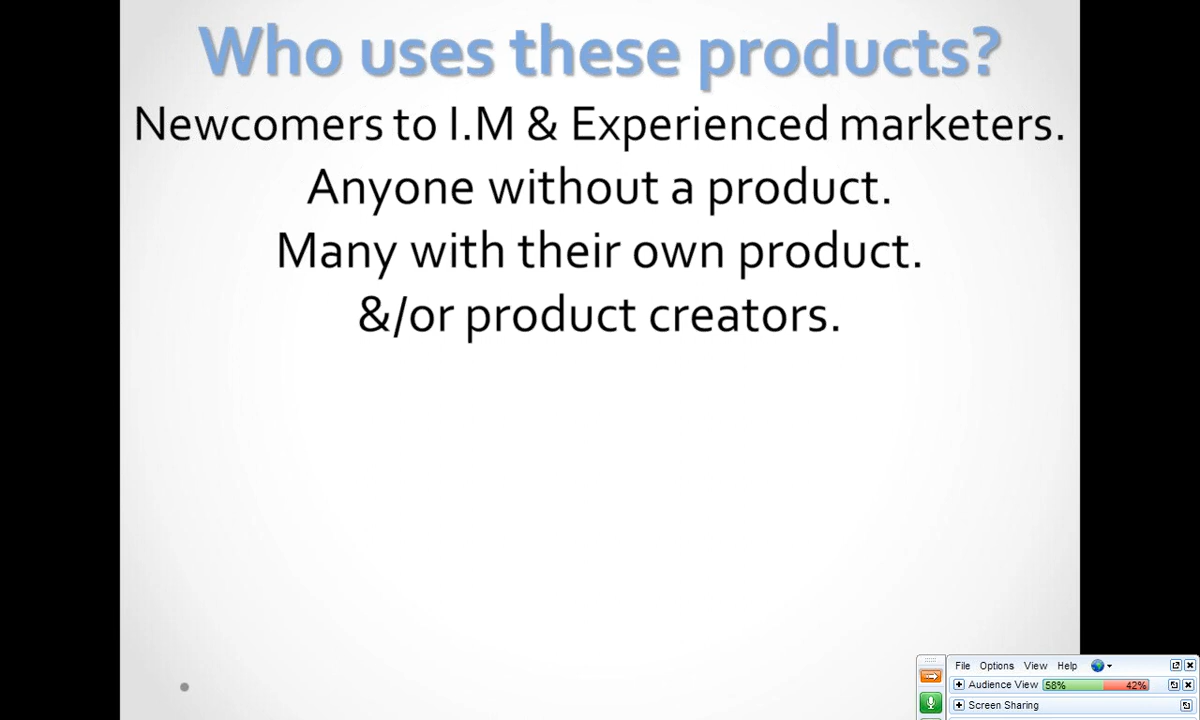 Who uses these products?
Newcomers to I.M & Experienced marketers.
Anyone without a product.
Many with their own product.
&/or product creators.
File Options View Help
Audience View 58% 42%
Screen Sharing